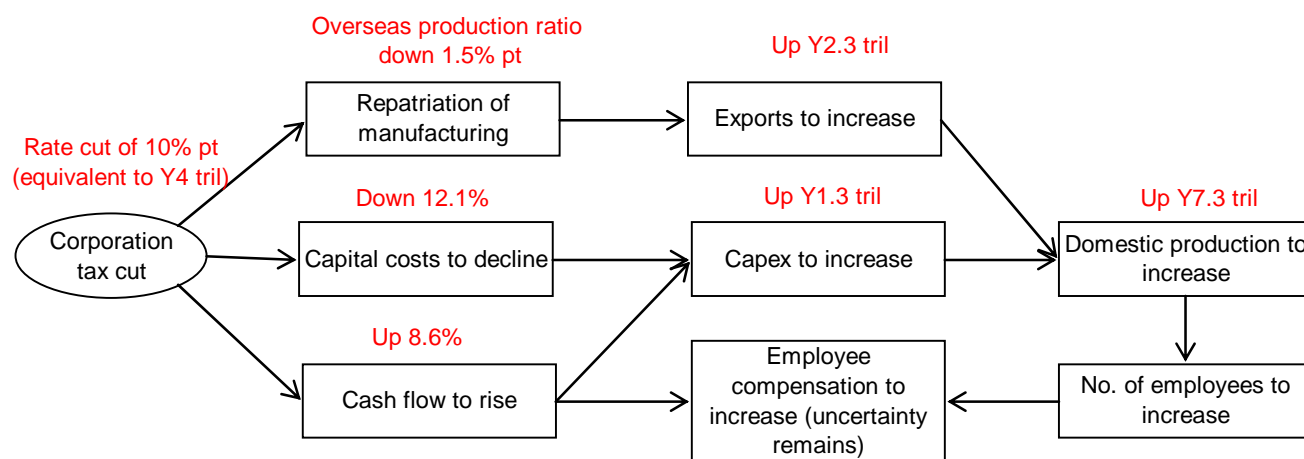 Overseas production ratio
down 1.5% pt
Up Y2.3 tril
Repatriation of
manufacturing
Exports to increase
Rate cut of 10% pt
(equivalent to Y4 tril)
Down 12.1%
Up Y1.3 tril
Up Y7.3 tril
Corporation
tax cut
Capital costs to decline
Capex to increase
Domestic production to
increase
Up 8.6%
Cash flow to rise
Employee
compensation to
increase (uncertainty
remains)
No. of employees to
increase